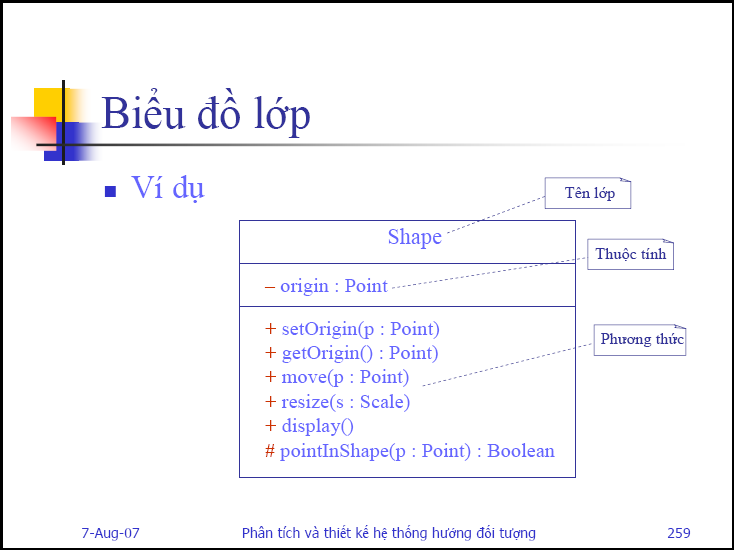 Biểu đồ lớp
Ví dụ
Tên lớp
Shape
Thuộc tính
– origin : Point
+ setOrigin(p : Point)
Phương thức
+ getOrigin() : Point)
+ move(p : Point)
+ resize(s : Scale)
+ display()
# pointInShape(p : Point) : Boolean
7-Aug-07 Phân tích và thiết kế hệ thống hướng đối tượng 259